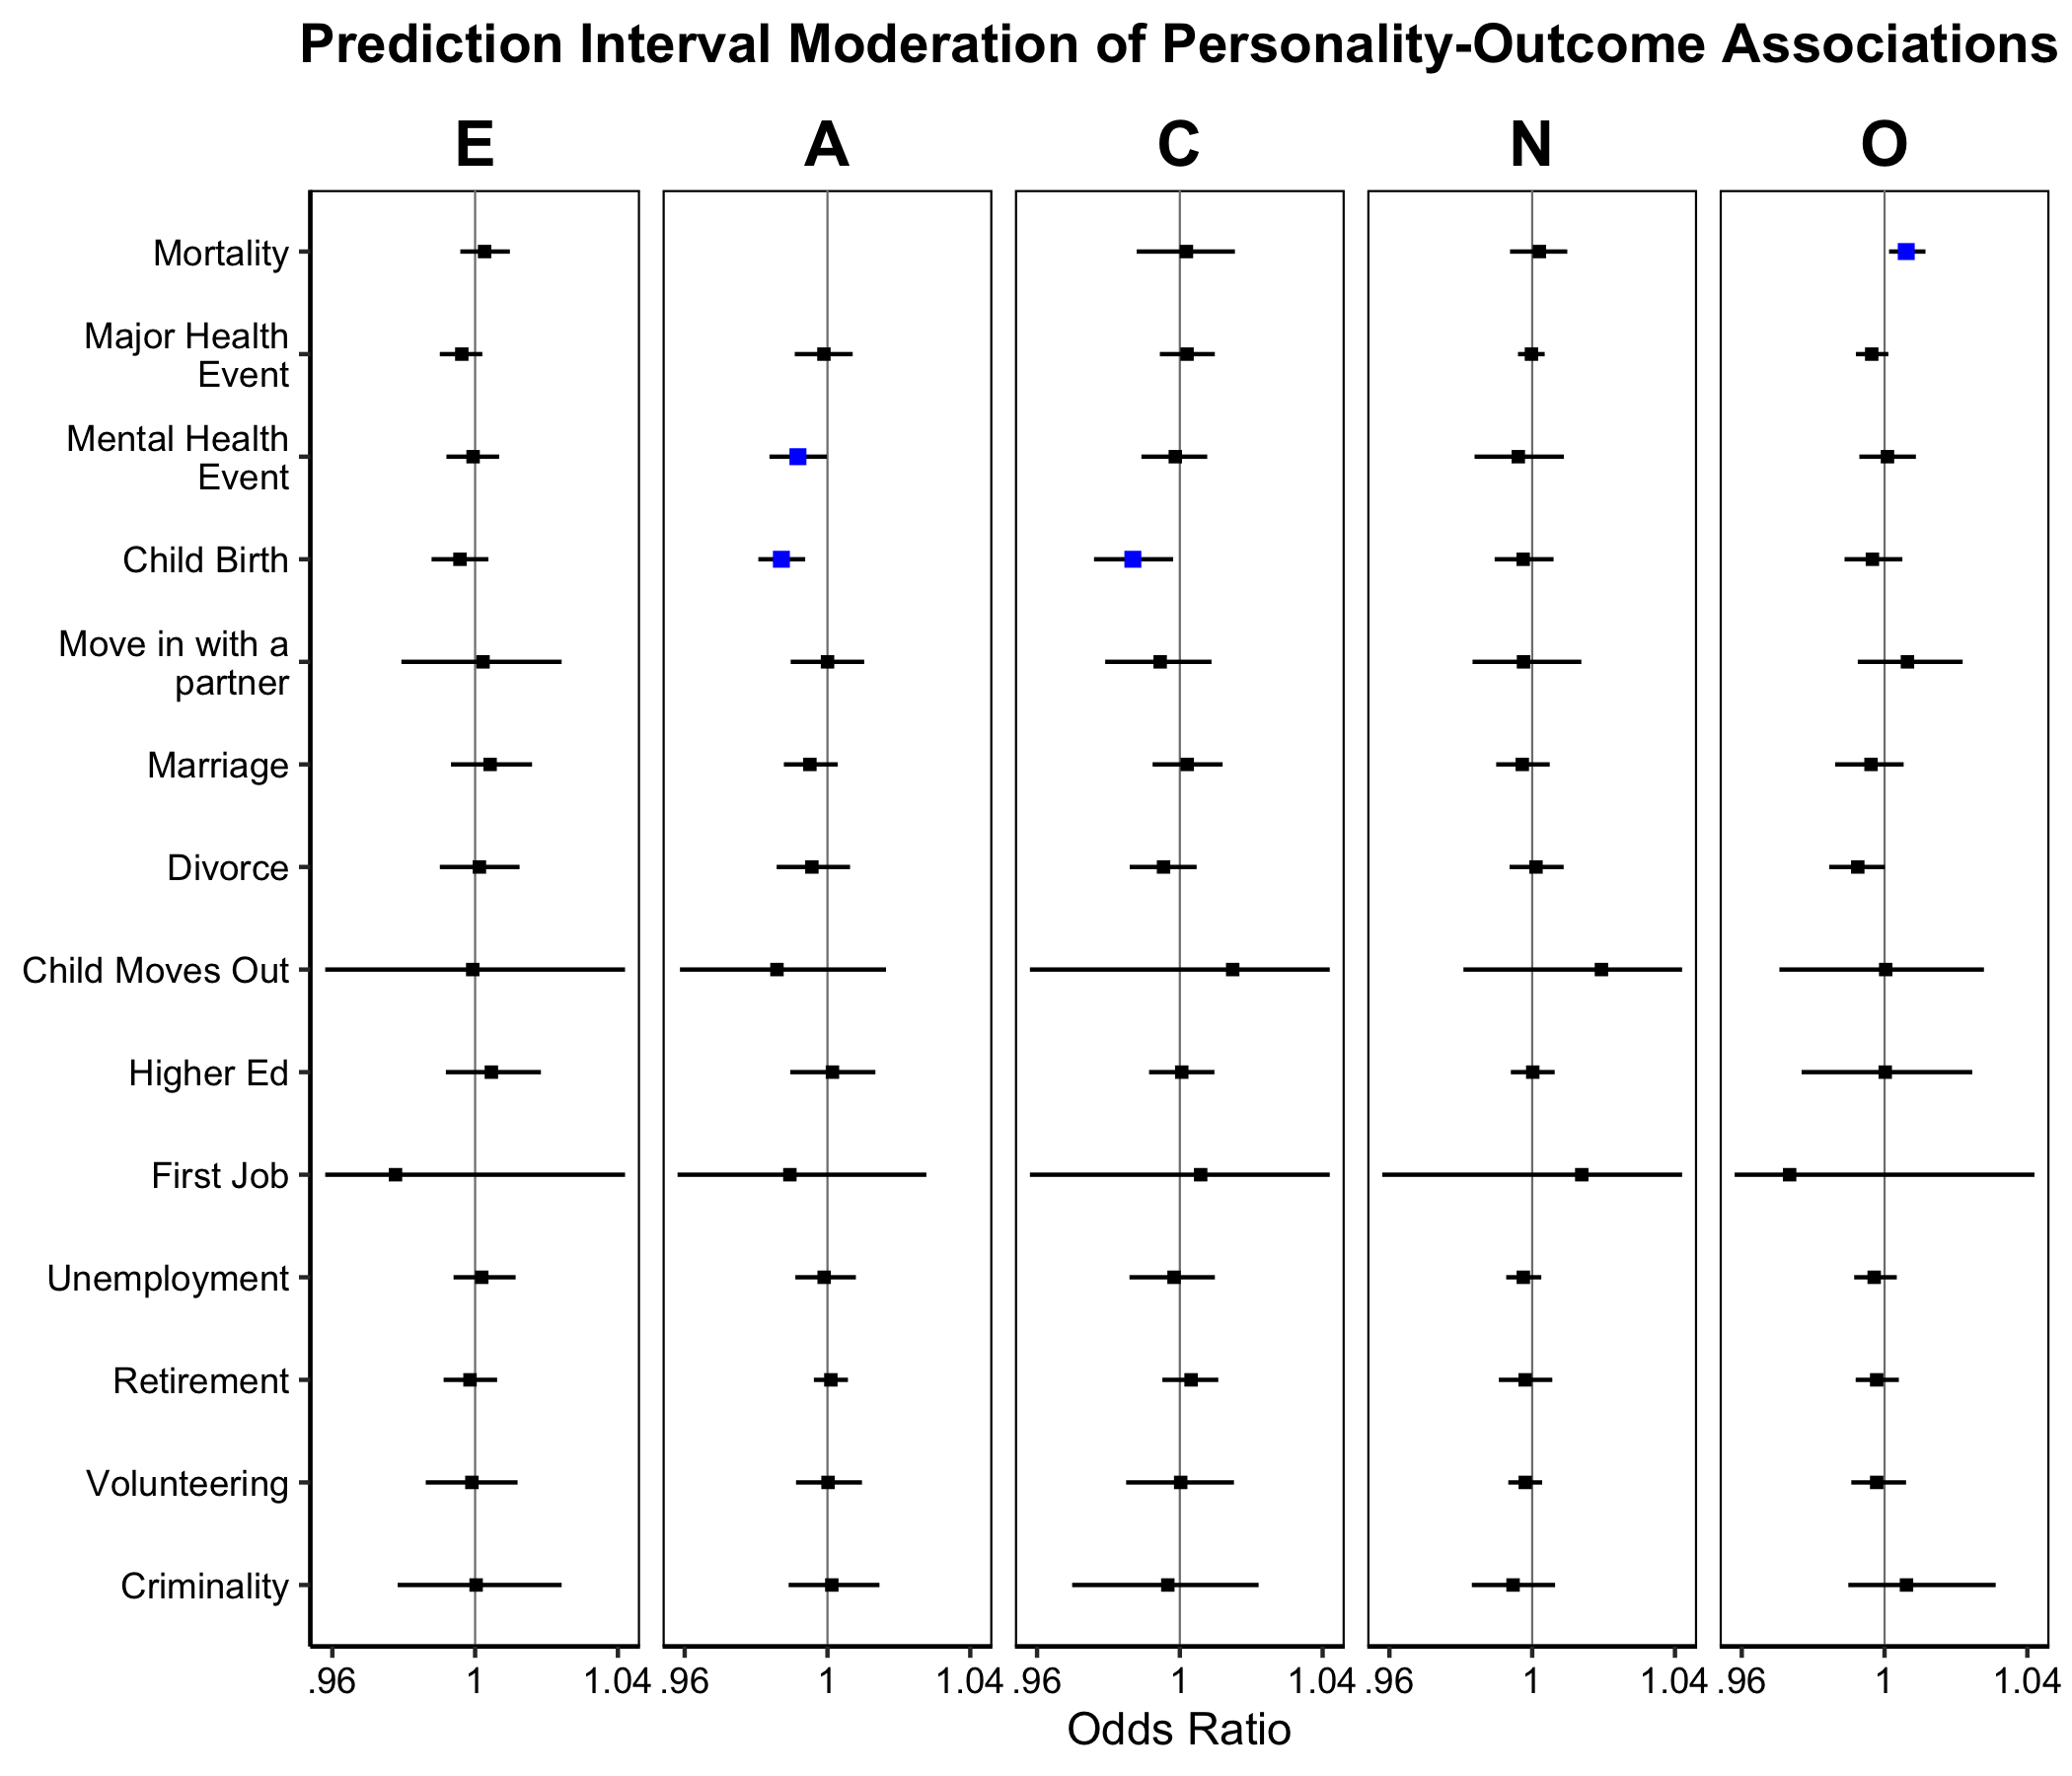 Prediction Interval Moderation of Personality-Outcome Associations
E A C N O
Mortality
Major Health
Event
Mental Health
Event
Child Birth
Move in with a
partner
Marriage
Divorce
Child Moves Out
Higher Ed
First Job
Unemployment
Retirement
Volunteering
Criminality
.96 1 1.04 .96 1 1.04 .96 1 1.04 .96 1 1.04 .96 1 1.04
Odds Ratio